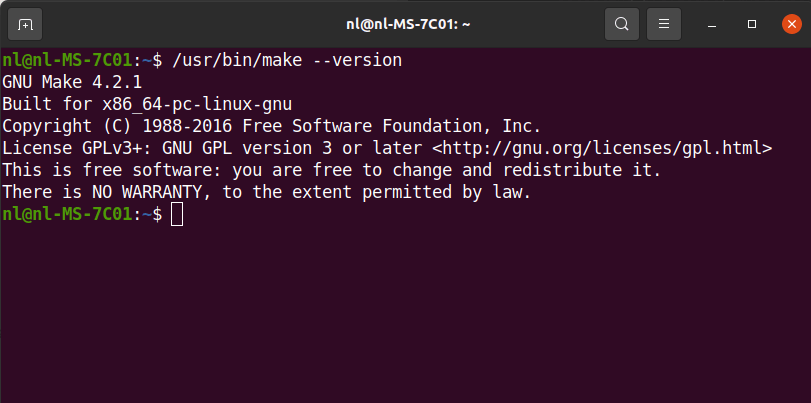 nl@nl-MS-7C01: ~
nl@nl-MS-7C01:~$ /usr/bin/make --version
GNU Make 4.2.1
Built for x86_64-pc-linux-gnu
Copyright (C) 1988-2016 Free Software Foundation, Inc.
License GPLv3+: GNU GPL version 3 or later <http://gnu.org/licenses/gpl.html>
This is free software: you are free to change and redistribute it.
There is NO WARRANTY, to the extent permitted by law.
nl@nl-MS-7C01:~$